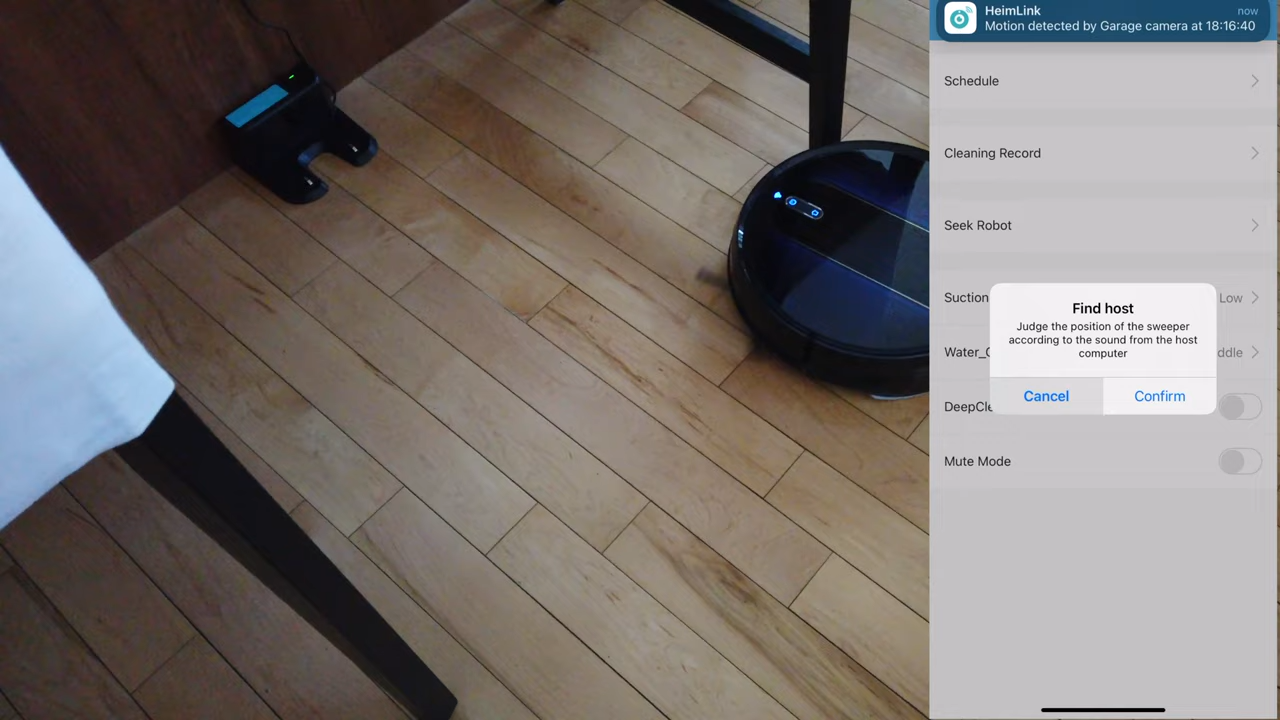 HeimLink
now
Motion detected by Garage camera at 18:16:40
Schedule
Cleaning Record
Seek Robot
Suction
Low
Find host
Judge the position of the sweeper
according to the sound from the host
computer
Water_
ddle
Cancel
Confirm
DeepCle
Mute Mode